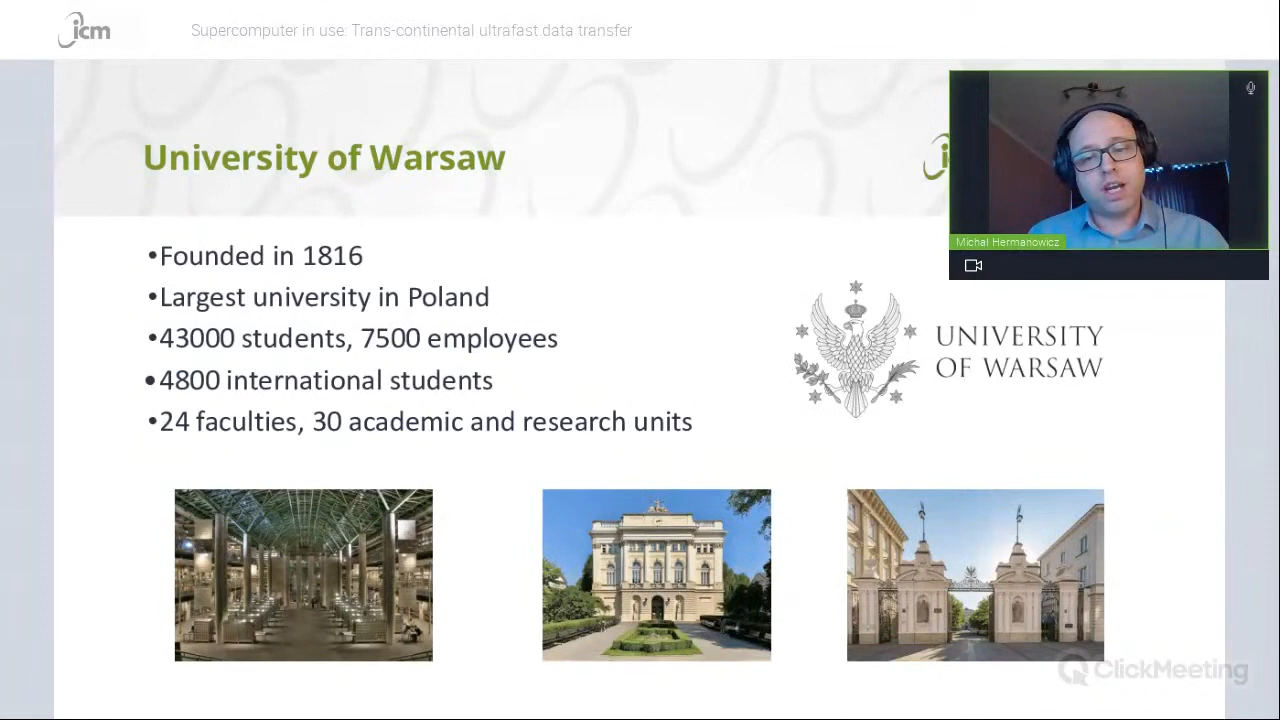 icm
Supercomputer in use: Trans-continental ultrafast data transfer
University of Warsaw
Michal Hermanowicz
•Founded in 1816
•Largest university in Poland
•43000 students, 7500 employees
•4800 international students
•24 faculties, 30 academic and research units
UNIVERSITY
OF WARSAW
ClickMeeting